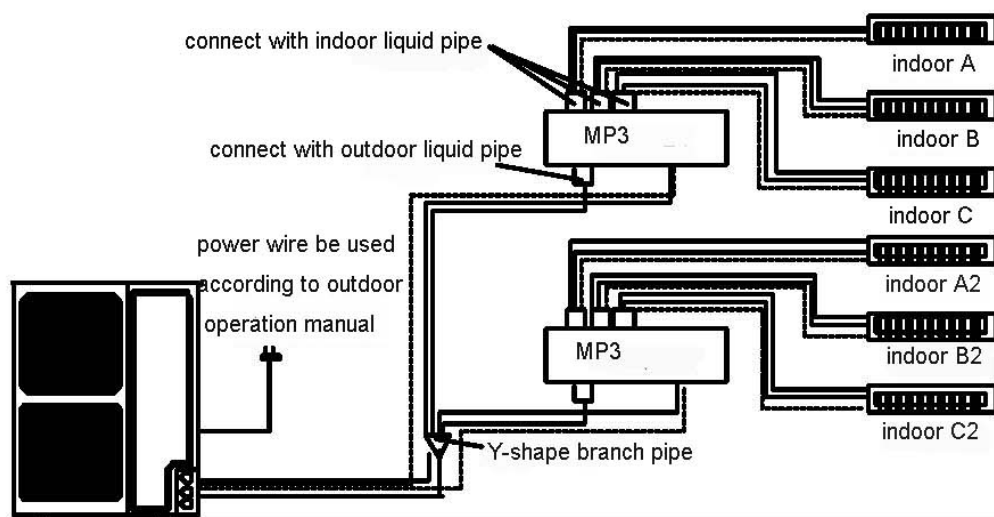 connect with indoor liquid pipe
indoor A
MP3
indoor B
connect with outdoor liquid pipe
indoor C
power wire be used
according to outdoor
operation manual
indoor A2
MP3
indoor B2
indoor C2
Y-shape branch pipe